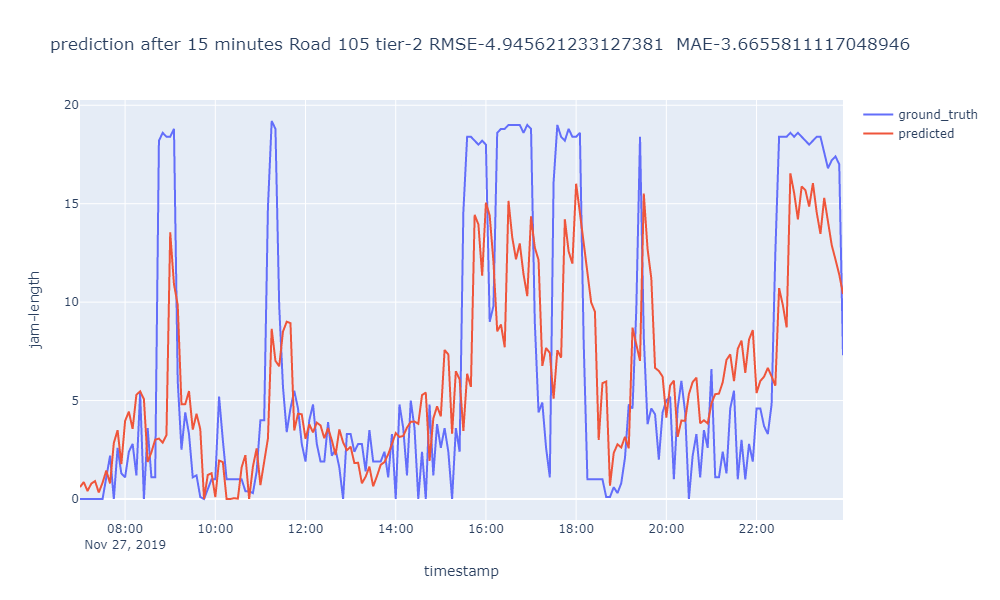 prediction after 15 minutes Road 105 tier-2 RMSE-4.945621233127381  MAE-3.6655811117048946
ground_truth
predicted
20
15
10
5
0
jam-length
08:00 10:00 12:00 14:00 16:00 18:00 20:00 22:00
Nov 27, 2019
timestamp